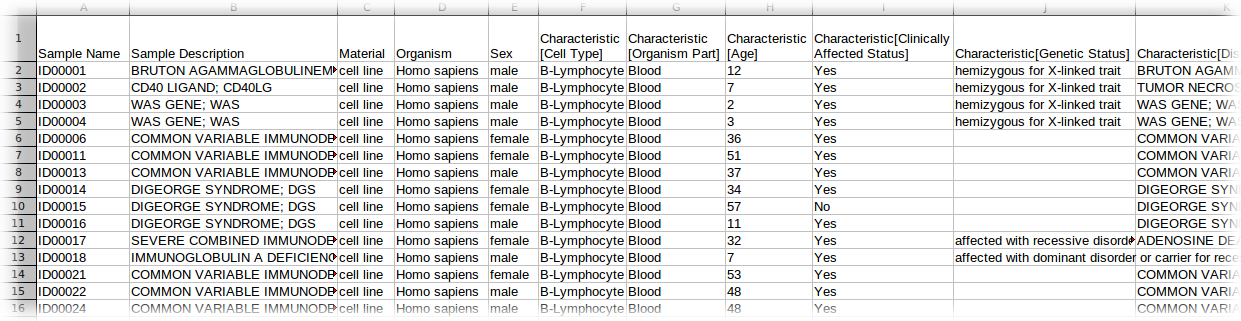 A B C D E F G H I J K
1 Sample Name Sample Description Material Organism Sex Characteristic [Cell Type] Characteristic [Organism Part] Characteristic [Age] Characteristic[Clinically Affected Status] Characteristic[Genetic Status] Characteristic[Dis
2 ID00001 BRUTON AGAMMAGLOBULINEM cell line Homo sapiens male B-Lymphocyte Blood 12 Yes hemizygous for X-linked trait BRUTON AGAMM
3 ID00002 CD40 LIGAND; CD40LG cell line Homo sapiens male B-Lymphocyte Blood 7 Yes hemizygous for X-linked trait TUMOR NECROS
4 ID00003 WAS GENE; WAS cell line Homo sapiens male B-Lymphocyte Blood 2 Yes hemizygous for X-linked trait WAS GENE; WAS
5 ID00004 WAS GENE; WAS cell line Homo sapiens male B-Lymphocyte Blood 3 Yes hemizygous for X-linked trait WAS GENE; WAS
6 ID00006 COMMON VARIABLE IMMUNODE cell line Homo sapiens female B-Lymphocyte Blood 36 Yes COMMON VARIA
7 ID00011 COMMON VARIABLE IMMUNODE cell line Homo sapiens female B-Lymphocyte Blood 51 Yes COMMON VARIA
8 ID00013 COMMON VARIABLE IMMUNODE cell line Homo sapiens male B-Lymphocyte Blood 37 Yes COMMON VARIA
9 ID00014 DIGEORGE SYNDROME; DGS cell line Homo sapiens female B-Lymphocyte Blood 34 Yes DIGEORGE SYN
10 ID00015 DIGEORGE SYNDROME; DGS cell line Homo sapiens female B-Lymphocyte Blood 57 No DIGEORGE SYN
11 ID00016 DIGEORGE SYNDROME; DGS cell line Homo sapiens male B-Lymphocyte Blood 11 Yes DIGEORGE SYN
12 ID00017 SEVERE COMBINED IMMUNODE cell line Homo sapiens female B-Lymphocyte Blood 32 Yes affected with recessive disorde ADENOSINE DEA
13 ID00018 IMMUNOGLOBULIN A DEFICIENC cell line Homo sapiens male B-Lymphocyte Blood 7 Yes affected with dominant disorder or carrier for rece
14 ID00021 COMMON VARIABLE IMMUNODE cell line Homo sapiens female B-Lymphocyte Blood 53 Yes COMMON VARIA
15 ID00022 COMMON VARIABLE IMMUNODE cell line Homo sapiens male B-Lymphocyte Blood 48 Yes COMMON VARIA
16 ID00024 COMMON VARIABLE IMMUNODE cell line Homo sapiens male B-Lymphocyte Blood 48 Yes COMMON VARIA